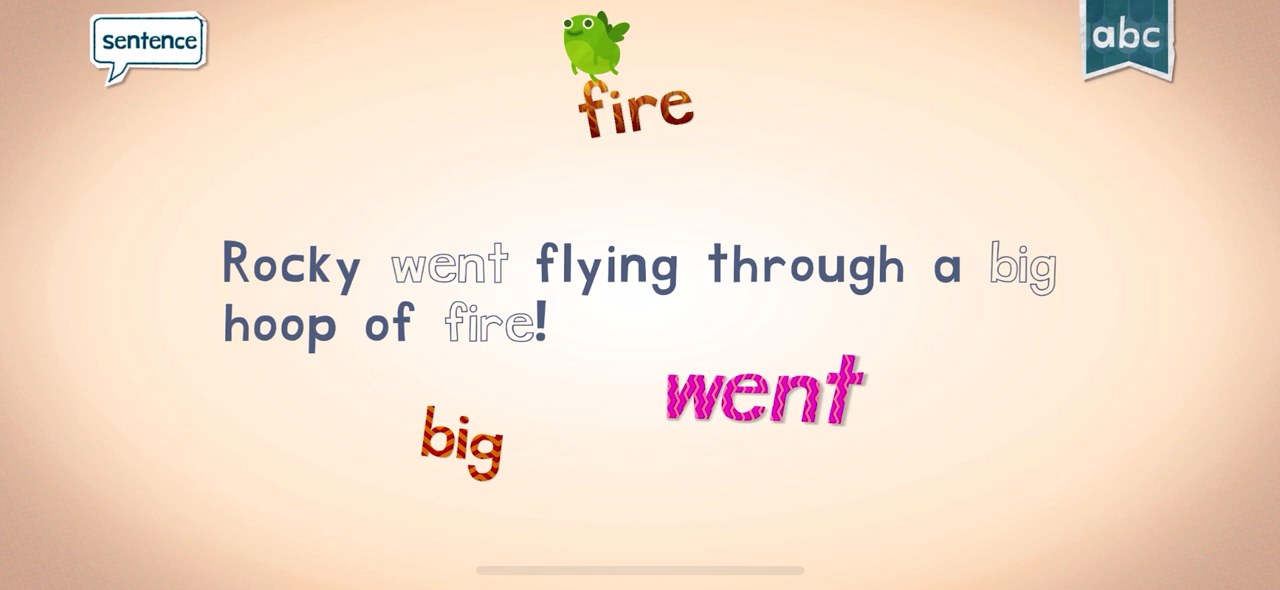 sentence
abc
fire
Rocky went flying through a big
hoop of fire!
went
big